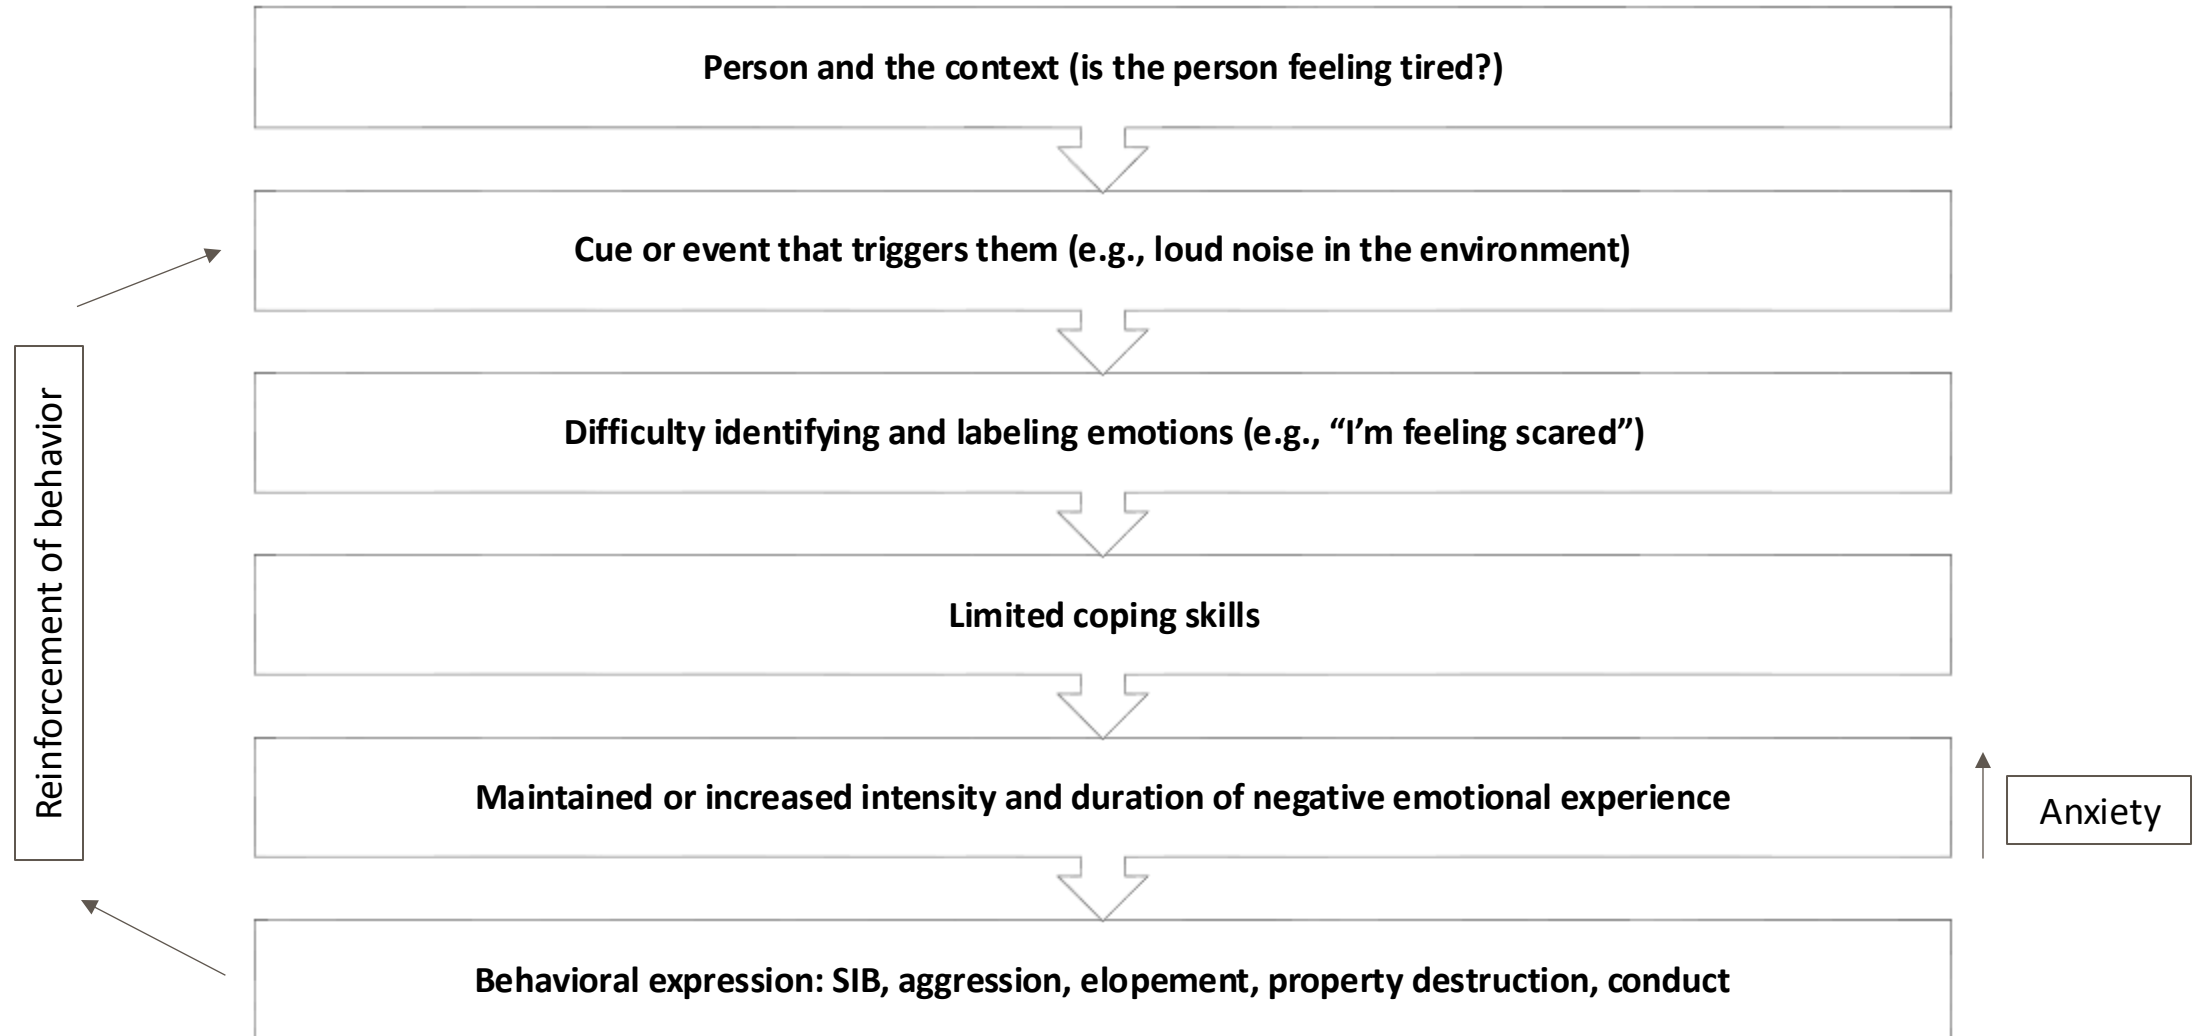 Person and the context (is the person feeling tired?)
Cue or event that triggers them (e.g., loud noise in the environment)
Difficulty identifying and labeling emotions (e.g., “I’m feeling scared”)
Limited coping skills
Maintained or increased intensity and duration of negative emotional experience
Behavioral expression: SIB, aggression, elopement, property destruction, conduct
Reinforcement of behavior
Anxiety